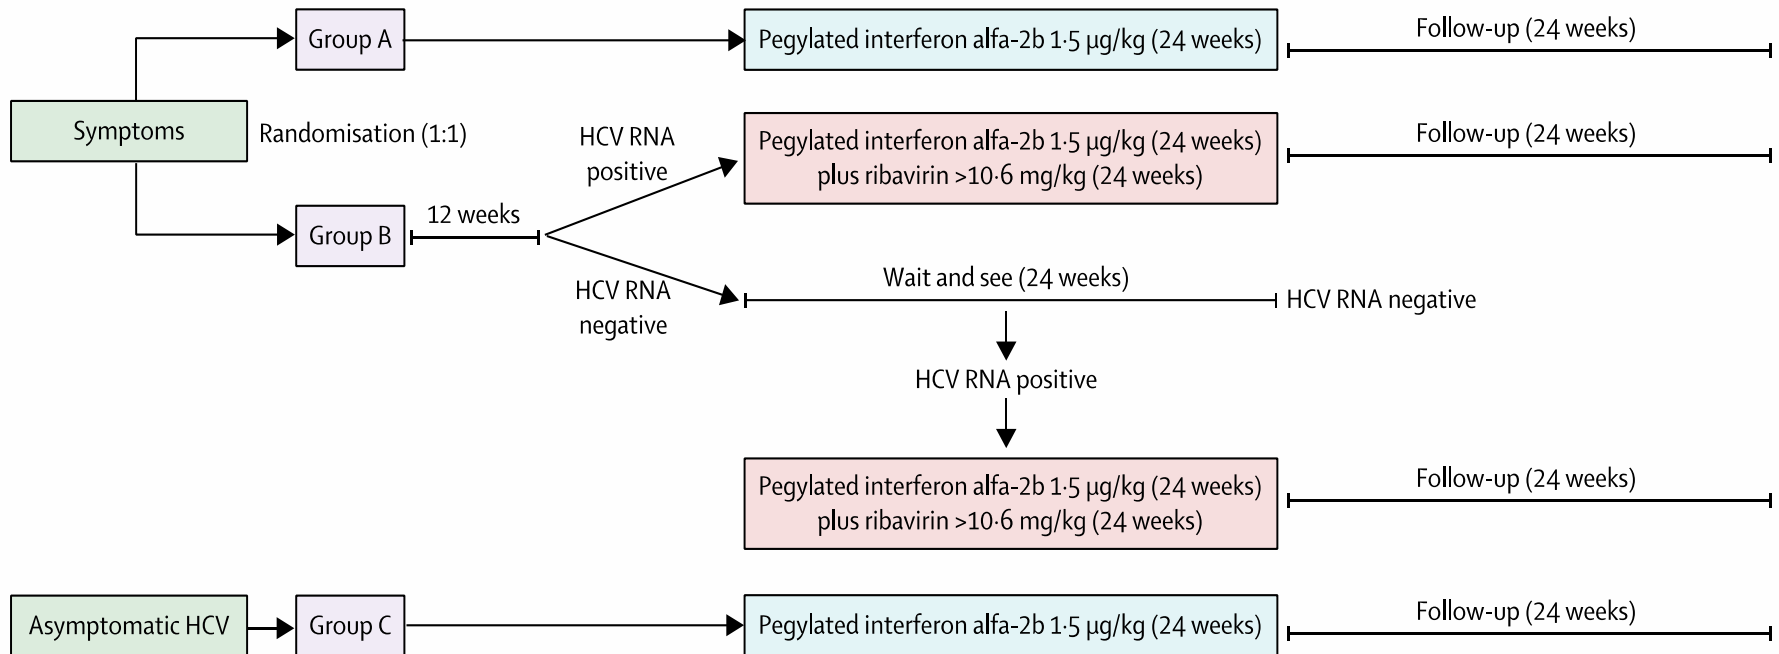 Group A
Pegylated interferon alfa-2b 1·5 µg/kg (24 weeks)
Follow-up (24 weeks)
Symptoms
Randomisation (1:1)
HCV RNA
positive
Pegylated interferon alfa-2b 1·5 µg/kg (24 weeks)
plus ribavirin >10·6 mg/kg (24 weeks)
Follow-up (24 weeks)
Group B
12 weeks
HCV RNA
negative
Wait and see (24 weeks)
HCV RNA negative
HCV RNA positive
Pegylated interferon alfa-2b 1·5 µg/kg (24 weeks)
plus ribavirin >10·6 mg/kg (24 weeks)
Follow-up (24 weeks)
Asymptomatic HCV
Group C
Pegylated interferon alfa-2b 1·5 µg/kg (24 weeks)
Follow-up (24 weeks)